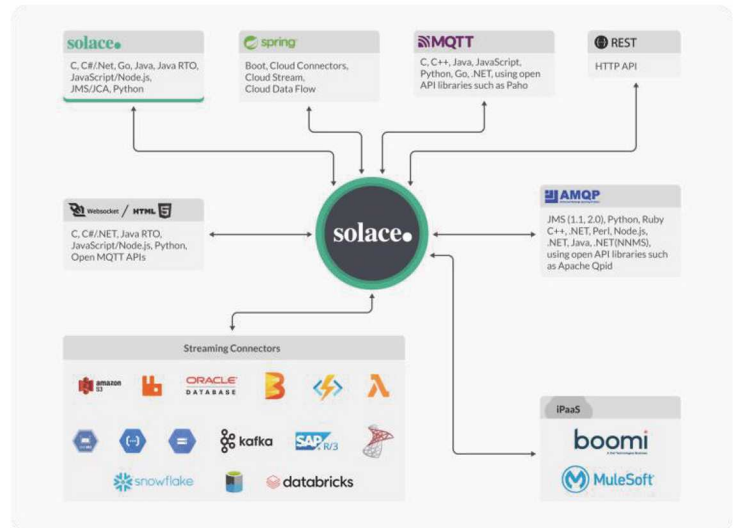 solace.
C, C#/.Net, Go, Java, Java RTO,
JavaScript/Node.js,
JMS/JCA, Python
spring
Boot, Cloud Connectors,
Cloud Stream,
Cloud Data Flow
MQTT
C, C++, Java, JavaScript,
Python, Go, .NET, using open
API libraries such as Paho
REST
HTTP API
Websocket / HTML 5
C, C#/.NET, Java RTO,
JavaScript/Node.js, Python,
Open MQTT APIs
solace.
AMQP
JMS (1.1, 2.0), Python, Ruby
C++, .NET, Perl, Node.js,
.NET, Java, .NET(NNMS),
using open API libraries such
as Apache Qpid
Streaming Connectors
amazon
S3
ORACLE
DATABASE
kafka
SAP R/3
snowflake
databricks
iPaaS
boomi
MuleSoft